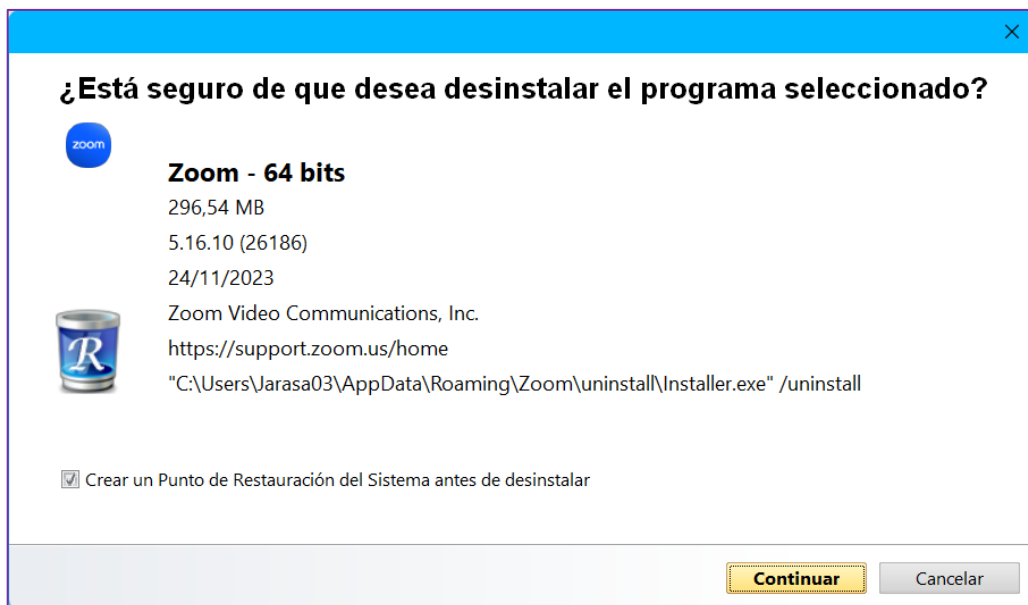 ¿Está seguro de que desea desinstalar el programa seleccionado?
zoom
Zoom - 64 bits
296,54 MB
5.16.10 (26186)
24/11/2023
Zoom Video Communications, Inc.
R
https://support.zoom.us/home
"C:\Users\Jarasa03\AppData\Roaming\Zoom\uninstall\Installer.exe" /uninstall
Crear un Punto de Restauración del Sistema antes de desinstalar
Continuar
Cancelar